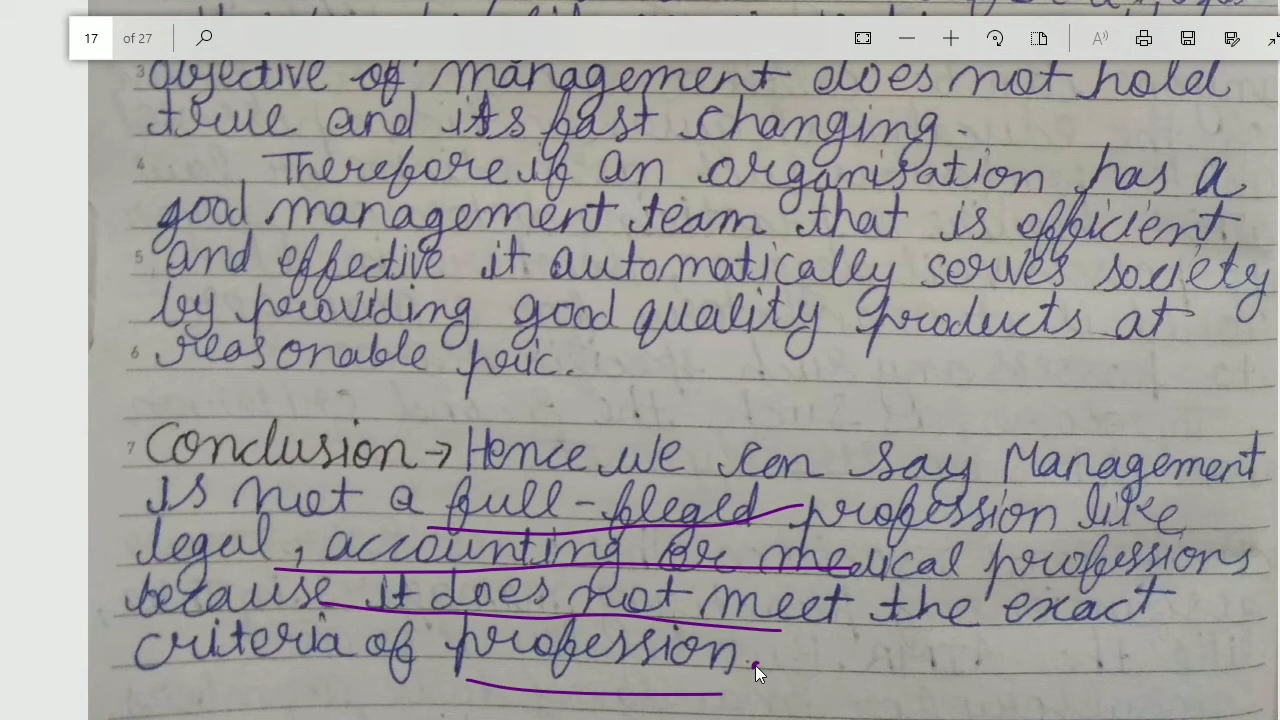 17 of 27
objective of management does not hold
true and its fast changing.
Therefore if an organisation has a
good management team that is efficient
and effective it automatically serves society
by providing good quality products at
reasonable pric.
Conclusion → Hence we can say Management
is not a full-fleged profession like
legal, accounting or medical professions
because it does not meet the exact
criteria of profession.